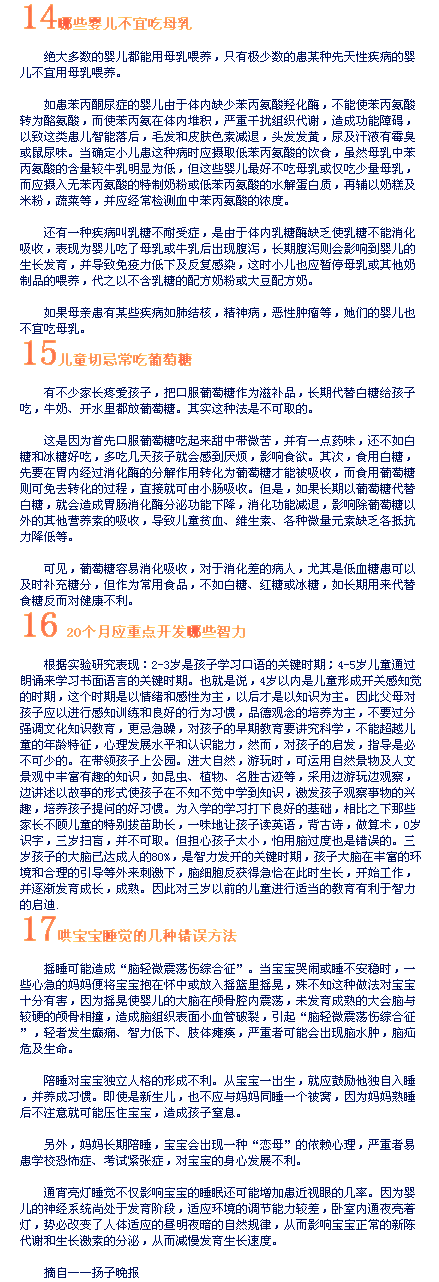 14哪些婴儿不宜吃母乳
绝大多数的婴儿都能用母乳喂养，只有极少数的患某种先天性疾病的婴
儿不宜用母乳喂养。
如患苯丙酮尿症的婴儿由于体内缺少苯丙氨酸羟化酶，不能使苯丙氨酸
转为酪氨酸，而使苯丙氨在体内堆积，严重干扰组织代谢，造成功能障碍，
以致这类患儿智能落后，毛发和皮肤色素减退，头发发黄，尿及汗液有霉臭
或鼠尿味。当确定小儿患这种病时应摄取低苯丙氨酸的饮食，虽然母乳中苯
丙氨酸的含量较牛乳明显为低，但这些婴儿最好不吃母乳或仅吃少量母乳，
而应摄入无苯丙氨酸的特制奶粉或低苯丙氨酸的水解蛋白质，再辅以奶糕及
米粉，蔬菜等，并应经常检测血中苯丙氨酸的浓度。
还有一种疾病叫乳糖不耐受症，是由于体内乳糖酶缺乏使乳糖不能消化
吸收，表现为婴儿吃了母乳或牛乳后出现腹泻，长期腹泻则会影响到婴儿的
生长发育，并导致免疫力低下及反复感染，这时小儿也应暂停母乳或其他奶
制品的喂养，代之以不含乳糖的配方奶粉或大豆配方奶。
如果母亲患有某些疾病如肺结核，精神病，恶性肿瘤等，她们的婴儿也
不宜吃母乳。
15儿童切忌常吃葡萄糖
有不少家长疼爱孩子，把口服葡萄糖作为滋补品，长期代替白糖给孩子
吃，牛奶、开水里都放葡萄糖。其实这种法是不可取的。
这是因为首先口服葡萄糖吃起来甜中带微苦，并有一点药味，还不如白
糖和冰糖好吃，多吃几天孩子就会感到厌烦，影响食欲。其次，食用白糖，
先要在胃内经过消化酶的分解作用转化为葡萄糖才能被吸收，而食用葡萄糖
则可免去转化的过程，直接就可由小肠吸收。但是，如果长期以葡萄糖代替
白糖，就会造成胃肠消化酶分泌功能下降，消化功能减退，影响除葡萄糖以
外的其他营养素的吸收，导致儿童贫血、维生素、各种微量元素缺乏各抵抗
力降低等。
可见，葡萄糖容易消化吸收，对于消化差的病人，尤其是低血糖患可以
及时补充糖分，但作为常用食品，不如白糖、红糖或冰糖，如长期用来代替
食糖反而对健康不利。
16 20个月应重点开发哪些智力
根据实验研究表现：2-3岁是孩子学习口语的关键时期；4-5岁儿童通过
朗诵来学习书面语言的关键时期。也就是说，4岁以内是儿童形成开关感知觉
的时期，这个时期是以情绪和感性为主，以后才是以知识为主。因此父母对
孩子应以进行感知训练和良好的行为习惯，品德观念的培养为主，不要过分
强调文化知识教育，更忌急躁，对孩子的早期教育要讲究科学，不能超越儿
童的年龄特征，心理发展水平和认识能力，然而，对孩子的启发，指导是必
不可少的。在带领孩子上公园。进大自然，游玩时，可运用自然景物及人文
景观中丰富有趣的知识，如昆虫、植物、名胜古迹等，采用边游玩边观察，
边讲述以故事的形式使孩子在不知不觉中学到知识，激发孩子观察事物的兴
趣，培养孩子提问的好习惯。为入学的学习打下良好的基础，相比之下那些
家长不顾儿童的特别拔苗助长，一味地让孩子读英语，背古诗，做算术，0岁
识字，三岁扫盲，并不可取。但担心孩子太小，怕用脑过度也是错误的。三
岁孩子的大脑已达成人的80%，是智力发开的关键时期，孩子大脑在丰富的环
境和合理的引导等外来刺激下，脑细胞反获得急恰在此时生长，开始工作，
并逐渐发育成长，成熟。因此对三岁以前的儿童进行适当的教育有利于智力
的启迪.
17哄宝宝睡觉的几种错误方法
摇睡可能造成“脑轻微震荡伤综合征”。当宝宝哭闹或睡不安稳时，一
些心急的妈妈便将宝宝抱在怀中或放入摇篮里摇晃，殊不知这种做法对宝宝
十分有害，因为摇晃使婴儿的大脑在颅骨腔内震荡，未发育成熟的大会脑与
较硬的颅骨相撞，造成脑组织表面小血管破裂，引起“脑轻微震荡伤综合征
”，轻者发生癫痫、智力低下、肢体瘫痪，严重者可能会出现脑水肿，脑疝
危及生命。
陪睡对宝宝独立人格的形成不利。从宝宝一出生，就应鼓励他独自入睡
，并养成习惯。即使是新生儿，也不应与妈妈同睡一个被窝，因为妈妈熟睡
后不注意就可能压住宝宝，造成孩子窒息。
另外，妈妈长期陪睡，宝宝会出现一种“恋母”的依赖心理，严重者易
患学校恐怖症、考试紧张症，对宝宝的身心发展不利。
通宵亮灯睡觉不仅影响宝宝的睡眠还可能增加患近视眼的几率。因为婴
儿的神经系统尚处于发育阶段，适应环境的调节能力较差，卧室内通夜亮着
灯，势必改变了人体适应的昼明夜暗的自然规律，从而影响宝宝正常的新陈
代谢和生长激素的分泌，从而减慢发育生长速度。
摘自——扬子晚报